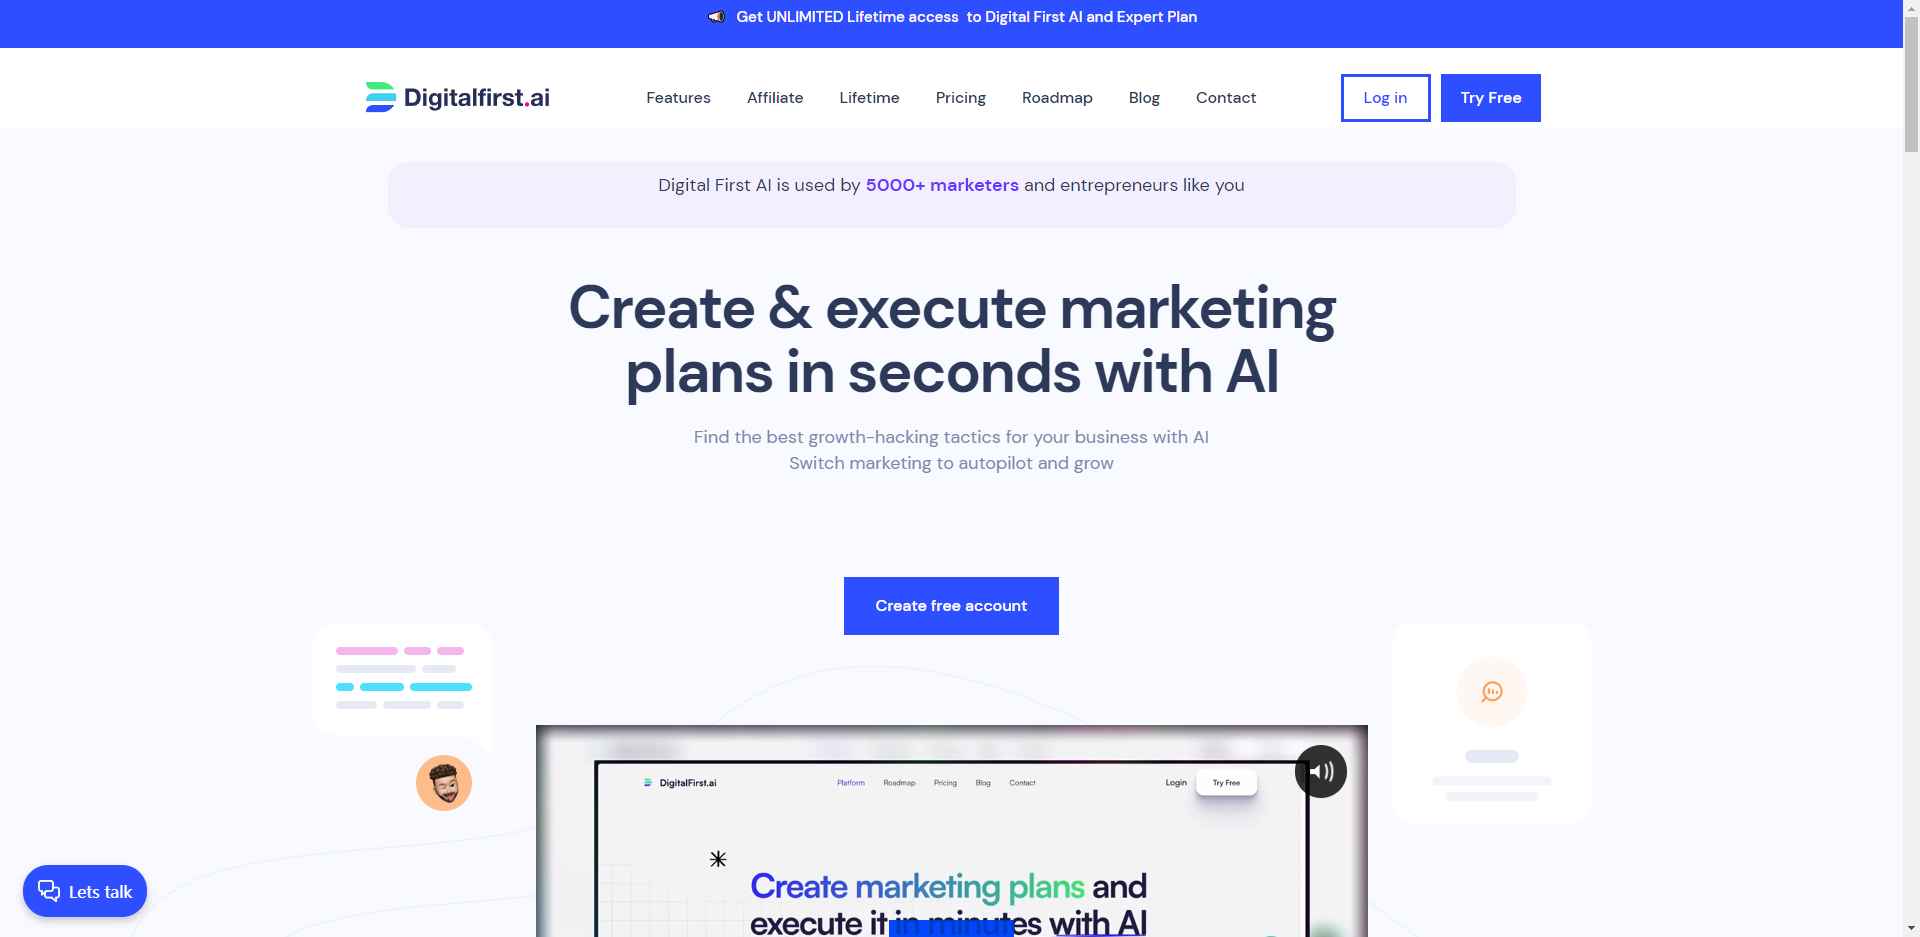 Get UNLIMITED Lifetime access to Digital First AI and Expert Plan
Digitalfirst.ai
Features
Affiliate
Lifetime
Pricing
Roadmap
Blog
Contact
Log in
Try Free
Digital First AI is used by 5000+ marketers and entrepreneurs like you
Create & execute marketing
plans in seconds with AI
Find the best growth-hacking tactics for your business with AI
Switch marketing to autopilot and grow
Create free account
DigitalFirst.ai
Platform
Roadmap
Pricing
Blog
Contact
Login
Try Free
Create marketing plans and
execute it in minutes with AI
Lets talk